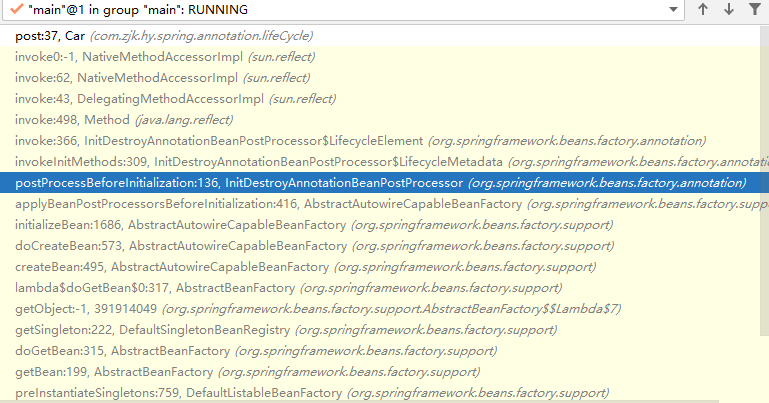 "main"@1 in group "main": RUNNING
post:37, Car (com.zjk.hy.spring.annotation.lifeCycle)
invoke0:-1, NativeMethodAccessorImpl (sun.reflect)
invoke:62, NativeMethodAccessorImpl (sun.reflect)
invoke:43, DelegatingMethodAccessorImpl (sun.reflect)
invoke:498, Method (java.lang.reflect)
invoke:366, InitDestroyAnnotationBeanPostProcessor$LifecycleElement (org.springframework.beans.factory.annotation)
invokeInitMethods:309, InitDestroyAnnotationBeanPostProcessor$LifecycleMetadata (org.springframework.beans.factory.annotatio
postProcessBeforeInitialization:136, InitDestroyAnnotationBeanPostProcessor (org.springframework.beans.factory.annotation)
applyBeanPostProcessorsBeforeInitialization:416, AbstractAutowireCapableBeanFactory (org.springframework.beans.factory.supp
initializeBean:1686, AbstractAutowireCapableBeanFactory (org.springframework.beans.factory.support)
doCreateBean:573, AbstractAutowireCapableBeanFactory (org.springframework.beans.factory.support)
createBean:495, AbstractAutowireCapableBeanFactory (org.springframework.beans.factory.support)
lambda$doGetBean$0:317, AbstractBeanFactory (org.springframework.beans.factory.support)
getObject:-1, 391914049 (org.springframework.beans.factory.support.AbstractBeanFactory$$Lambda$7)
getSingleton:222, DefaultSingletonBeanRegistry (org.springframework.beans.factory.support)
doGetBean:315, AbstractBeanFactory (org.springframework.beans.factory.support)
getBean:199, AbstractBeanFactory (org.springframework.beans.factory.support)
preInstantiateSingletons:759, DefaultListableBeanFactory (org.springframework.beans.factory.support)